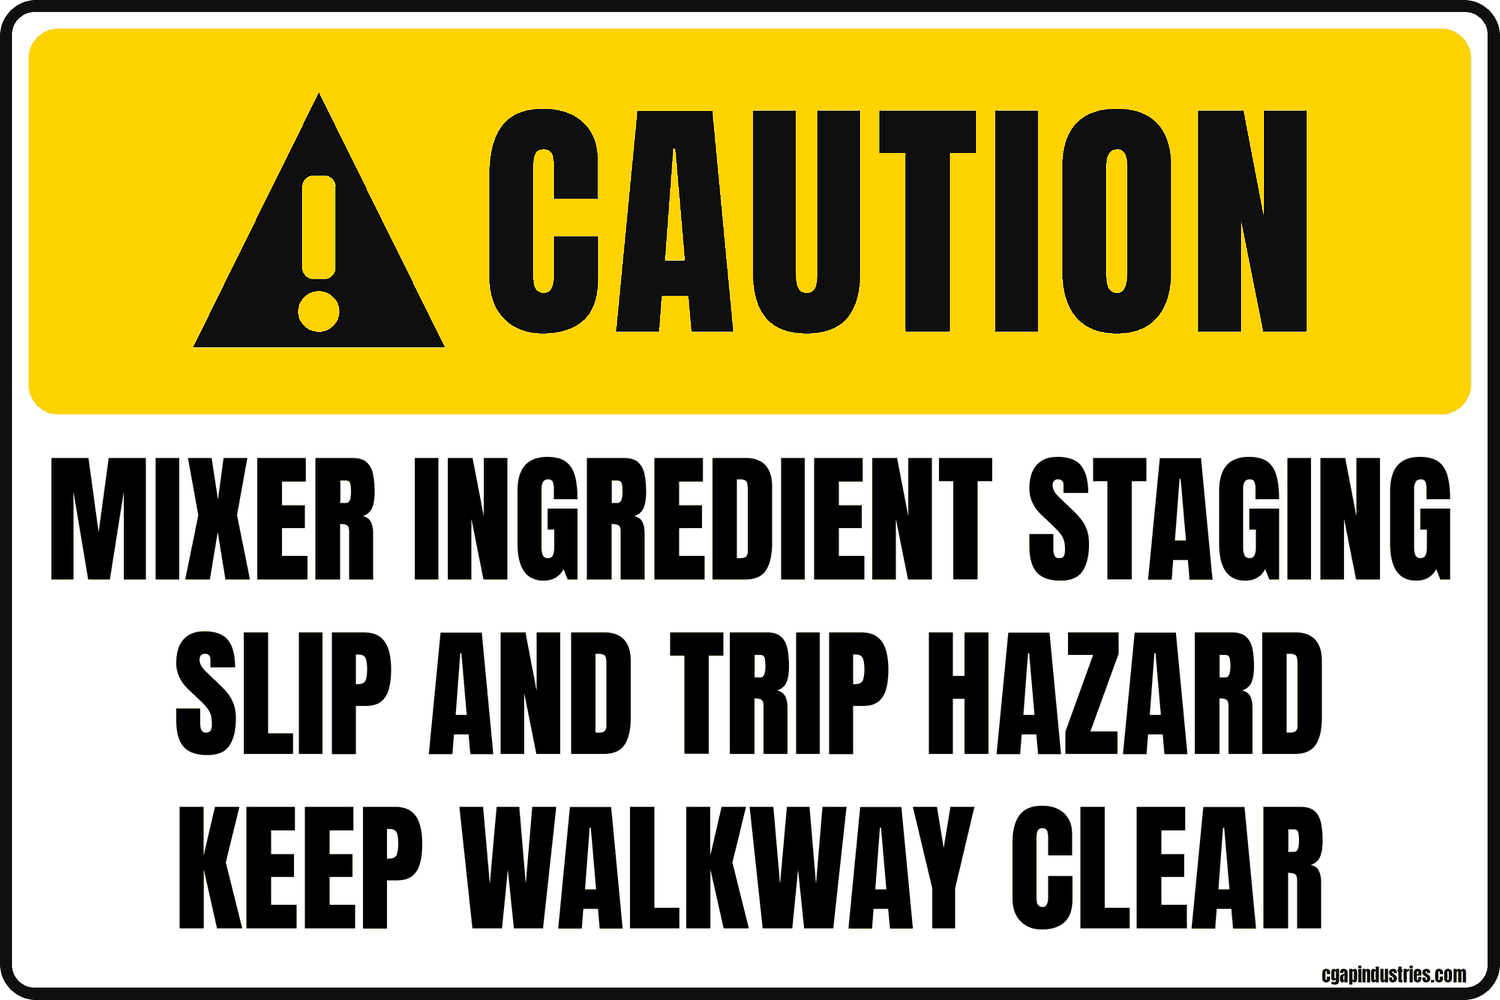 CAUTION
MIXER INGREDIENT STAGING
SLIP AND TRIP HAZARD
KEEP WALKWAY CLEAR
cgapindustries.com